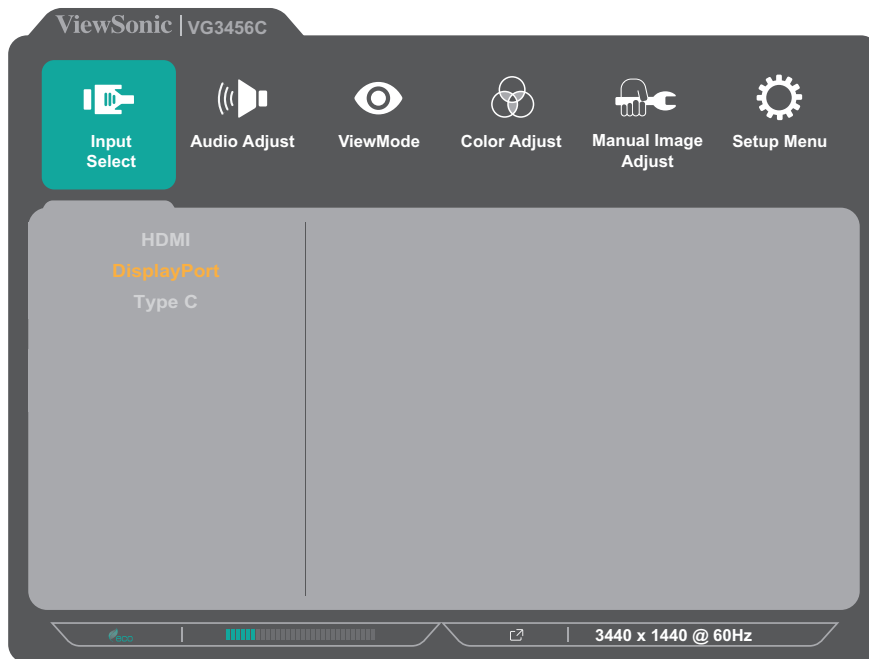 ViewSonic | VG3456C
Input
Select
Audio Adjust
ViewMode
Color Adjust
Manual Image
Adjust
Setup Menu
HDMI
DisplayPort
Type C
eco
3440 x 1440 @ 60Hz